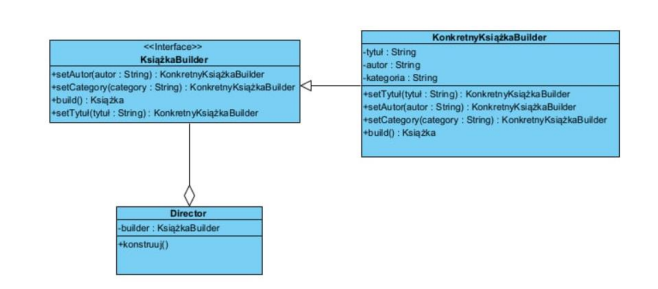 <<Interface>>
KsiążkaBuilder
+setAutor(autor : String) : KonkretnyKsiążkaBuilder
+setCategory(category : String) : KonkretnyKsiążkaBuilder
+build() : Książka
+setTytuł(tytuł : String) : KonkretnyKsiążkaBuilder
KonkretnyKsiążkaBuilder
-tytuł : String
-autor : String
-kategoria : String
+setTytuł(tytuł : String) : KonkretnyKsiążkaBuilder
+setAutor(autor : String) : KonkretnyKsiążkaBuilder
+setCategory(category : String) : KonkretnyKsiążkaBuilder
+build() : Książka
Director
-builder : KsiążkaBuilder
+konstruuj()